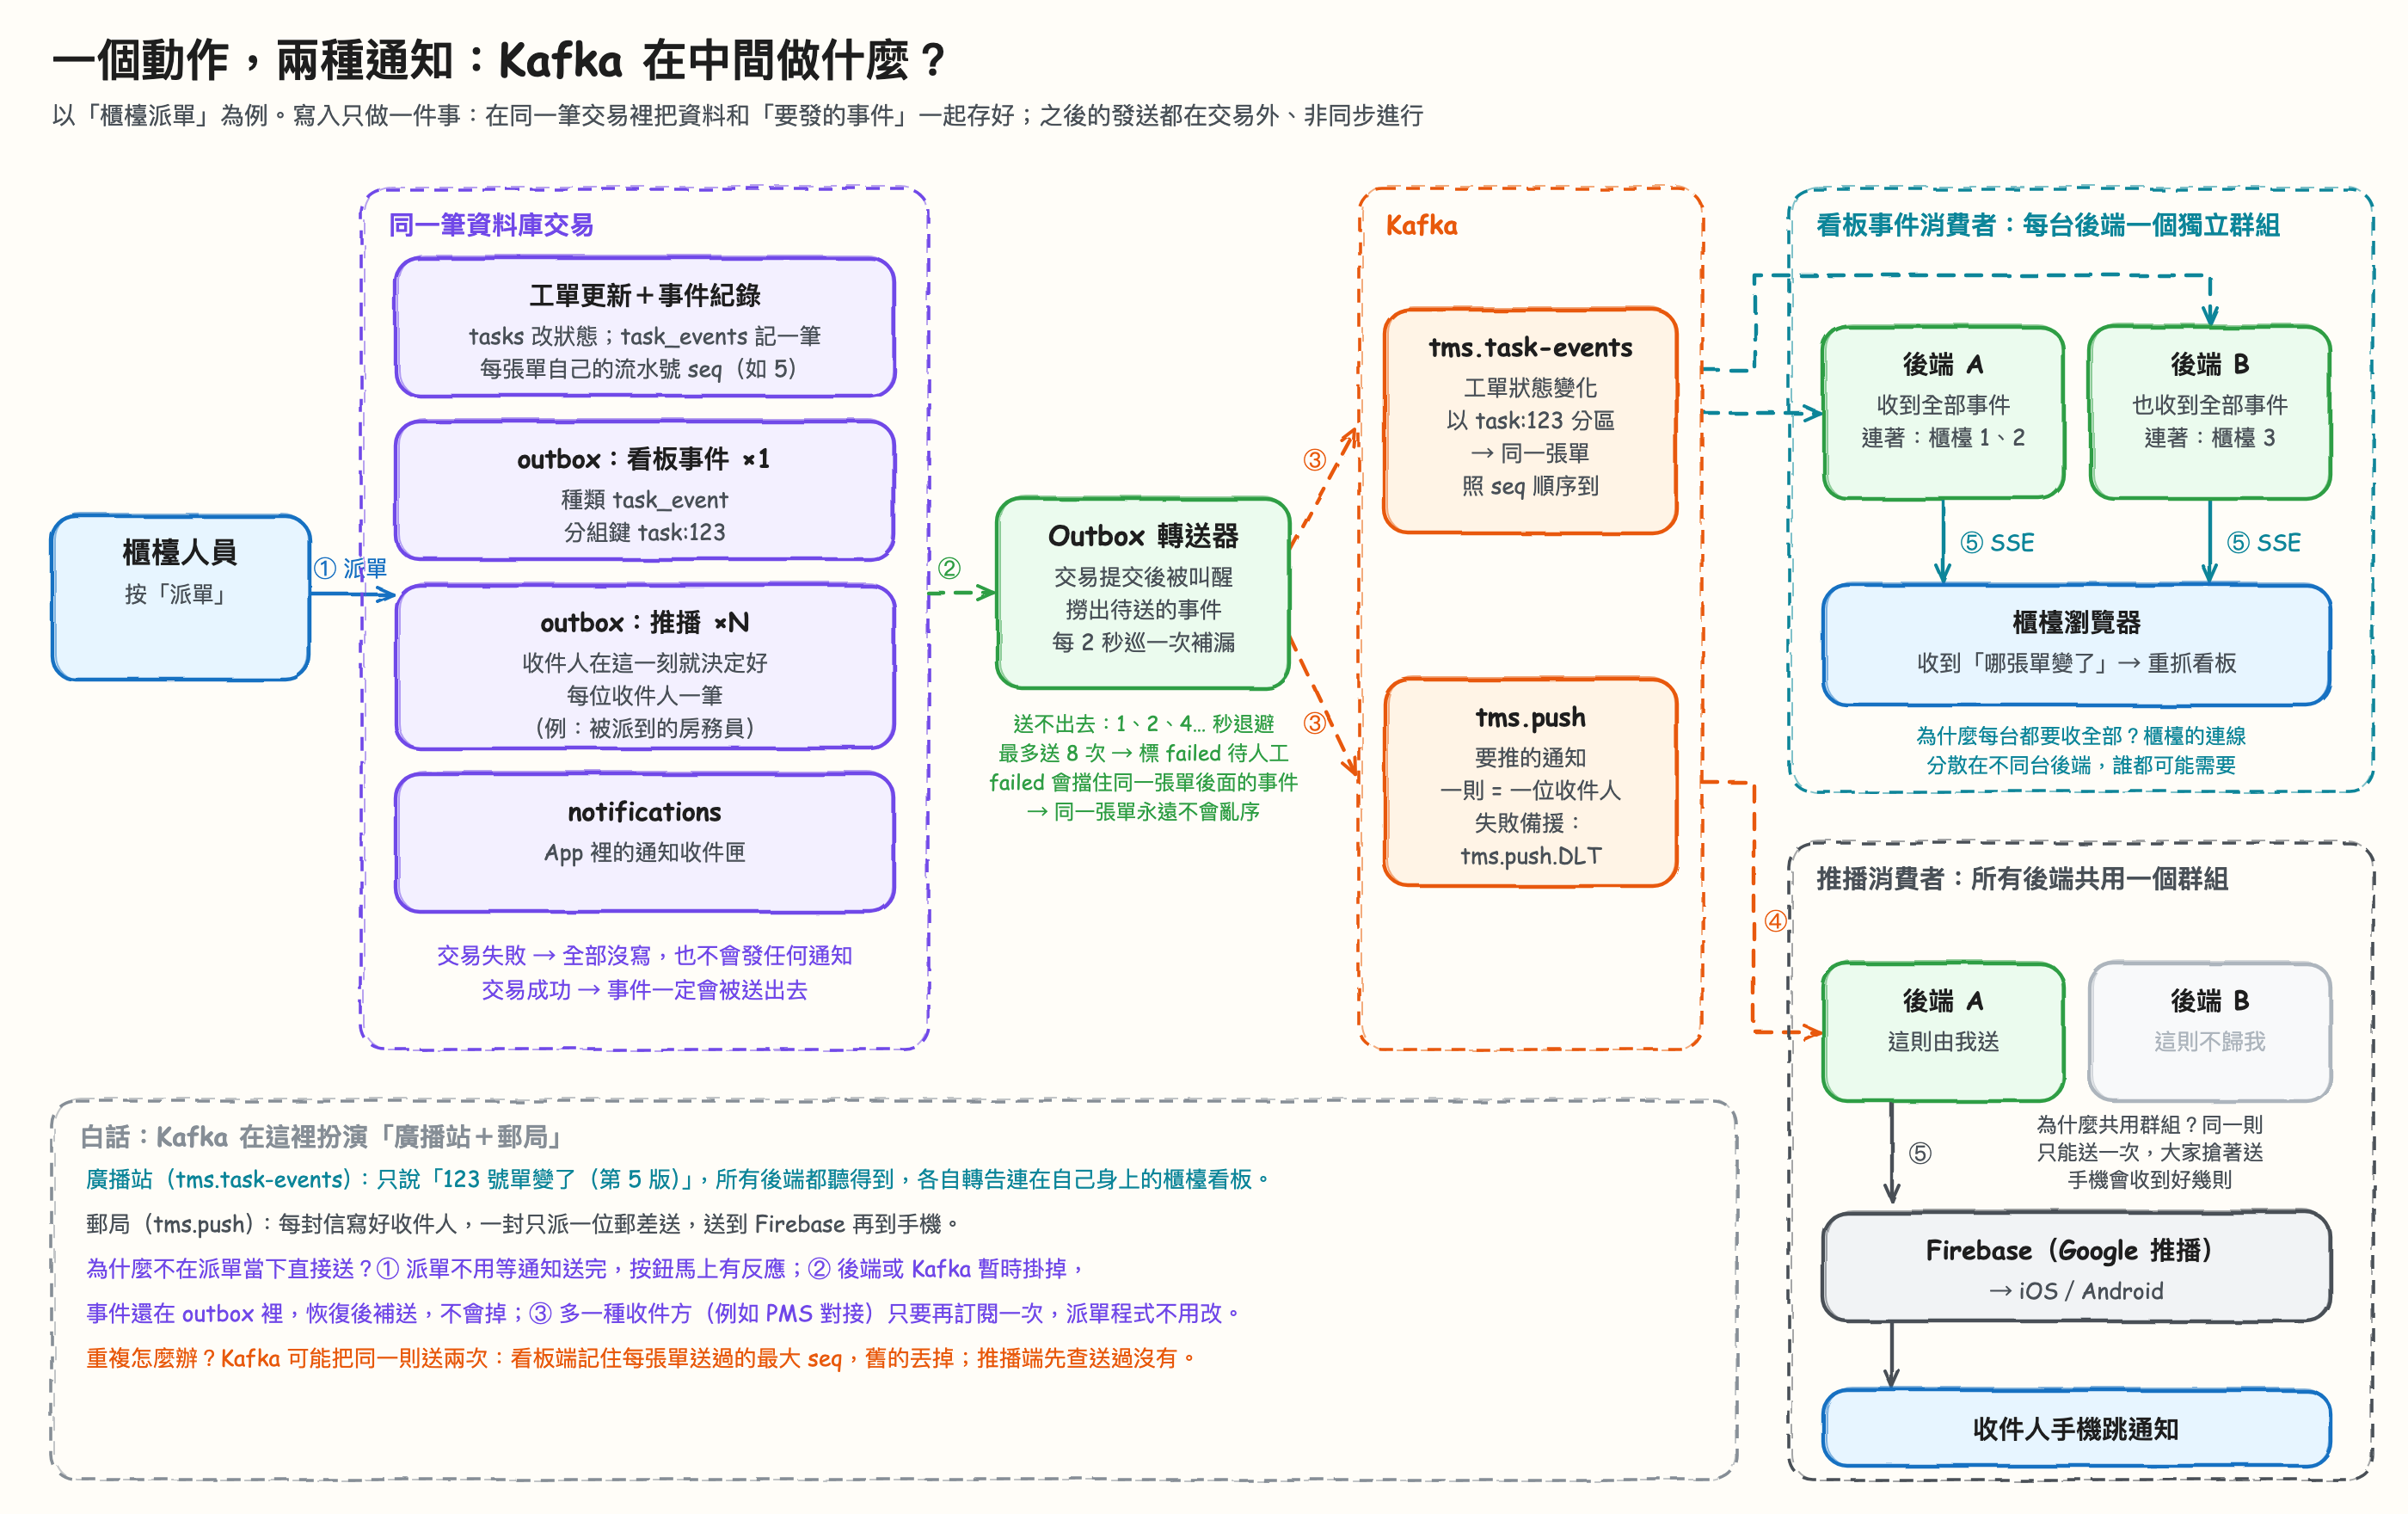 一個動作，兩種通知：Kafka 在中間做什麼？
以「櫃檯派單」為例。寫入只做一件事：在同一筆交易裡把資料和「要發的事件」一起存好；之後的發送都在交易外、非同步進行
櫃檯人員
按「派單」
① 派單
同一筆資料庫交易
工單更新＋事件紀錄
tasks 改狀態；task_events 記一筆
每張單自己的流水號 seq（如 5）
outbox：看板事件 ×1
種類 task_event
分組鍵 task:123
outbox：推播 ×N
收件人在這一刻就決定好
每位收件人一筆
（例：被派到的房務員）
notifications
App 裡的通知收件匣
交易失敗 → 全部沒寫，也不會發任何通知
交易成功 → 事件一定會被送出去
②
Outbox 轉送器
交易提交後被叫醒
撈出待送的事件
每 2 秒巡一次補漏
送不出去：1、2、4… 秒退避
最多送 8 次 → 標 failed 待人工
failed 會擋住同一張單後面的事件
→ 同一張單永遠不會亂序
③
③
Kafka
tms.task-events
工單狀態變化
以 task:123 分區
→ 同一張單
照 seq 順序到
tms.push
要推的通知
一則 = 一位收件人
失敗備援：
tms.push.DLT
看板事件消費者：每台後端一個獨立群組
後端 A
收到全部事件
連著：櫃檯 1、2
後端 B
也收到全部事件
連著：櫃檯 3
⑤ SSE
⑤ SSE
櫃檯瀏覽器
收到「哪張單變了」→ 重抓看板
為什麼每台都要收全部？櫃檯的連線
分散在不同台後端，誰都可能需要
④
推播消費者：所有後端共用一個群組
後端 A
這則由我送
後端 B
這則不歸我
⑤
為什麼共用群組？同一則
只能送一次，大家搶著送
手機會收到好幾則
Firebase（Google 推播）
→ iOS / Android
收件人手機跳通知
白話：Kafka 在這裡扮演「廣播站＋郵局」
廣播站（tms.task-events）：只說「123 號單變了（第 5 版）」，所有後端都聽得到，各自轉告連在自己身上的櫃檯看板。
郵局（tms.push）：每封信寫好收件人，一封只派一位郵差送，送到 Firebase 再到手機。
為什麼不在派單當下直接送？① 派單不用等通知送完，按鈕馬上有反應；② 後端或 Kafka 暫時掛掉，
事件還在 outbox 裡，恢復後補送，不會掉；③ 多一種收件方（例如 PMS 對接）只要再訂閱一次，派單程式不用改。
重複怎麼辦？Kafka 可能把同一則送兩次：看板端記住每張單送過的最大 seq，舊的丟掉；推播端先查送過沒有。